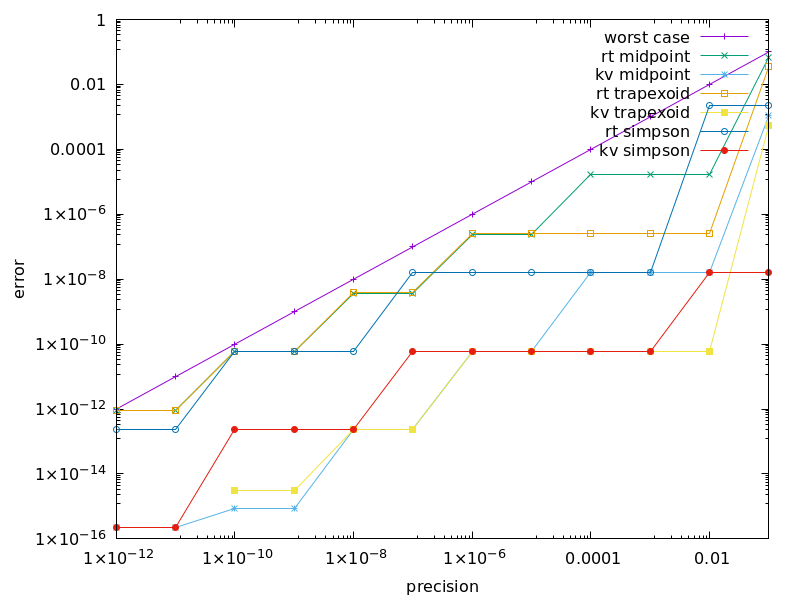 1
0.01
0.0001
1×10⁻⁶
1×10⁻⁸
1×10⁻¹⁰
1×10⁻¹²
1×10⁻¹⁴
1×10⁻¹⁶
error
worst case
rt midpoint
kv midpoint
rt trapexoid
kv trapexoid
rt simpson
kv simpson
1×10⁻¹² 1×10⁻¹⁰ 1×10⁻⁸ 1×10⁻⁶ 0.0001 0.01
precision